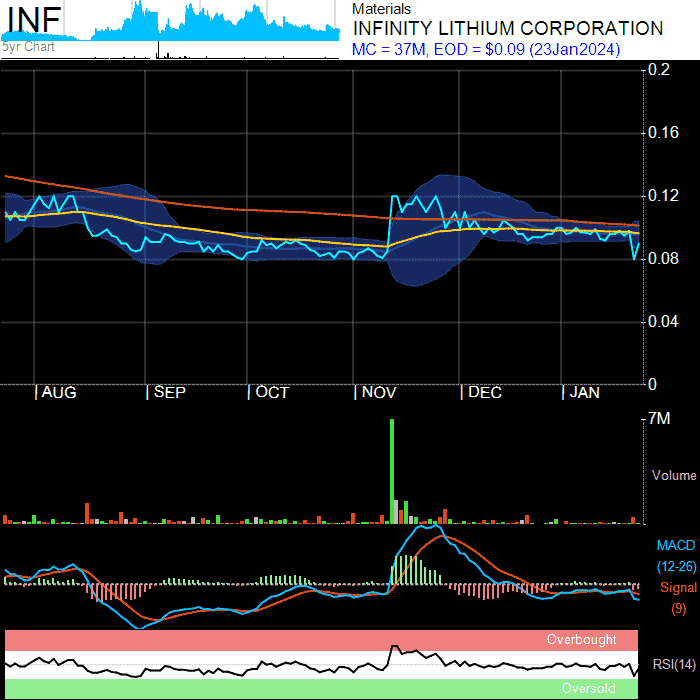 INF
5yr Chart
Materials
INFINITY LITHIUM CORPORATION
MC = 37M, EOD = $0.09 (23Jan2024)
0.2
0.16
0.12
0.08
0.04
0
| AUG | SEP | OCT | NOV | DEC | JAN
7M
Volume
MACD
(12-26)
Signal
(9)
Overbought
RSI(14)
Oversold